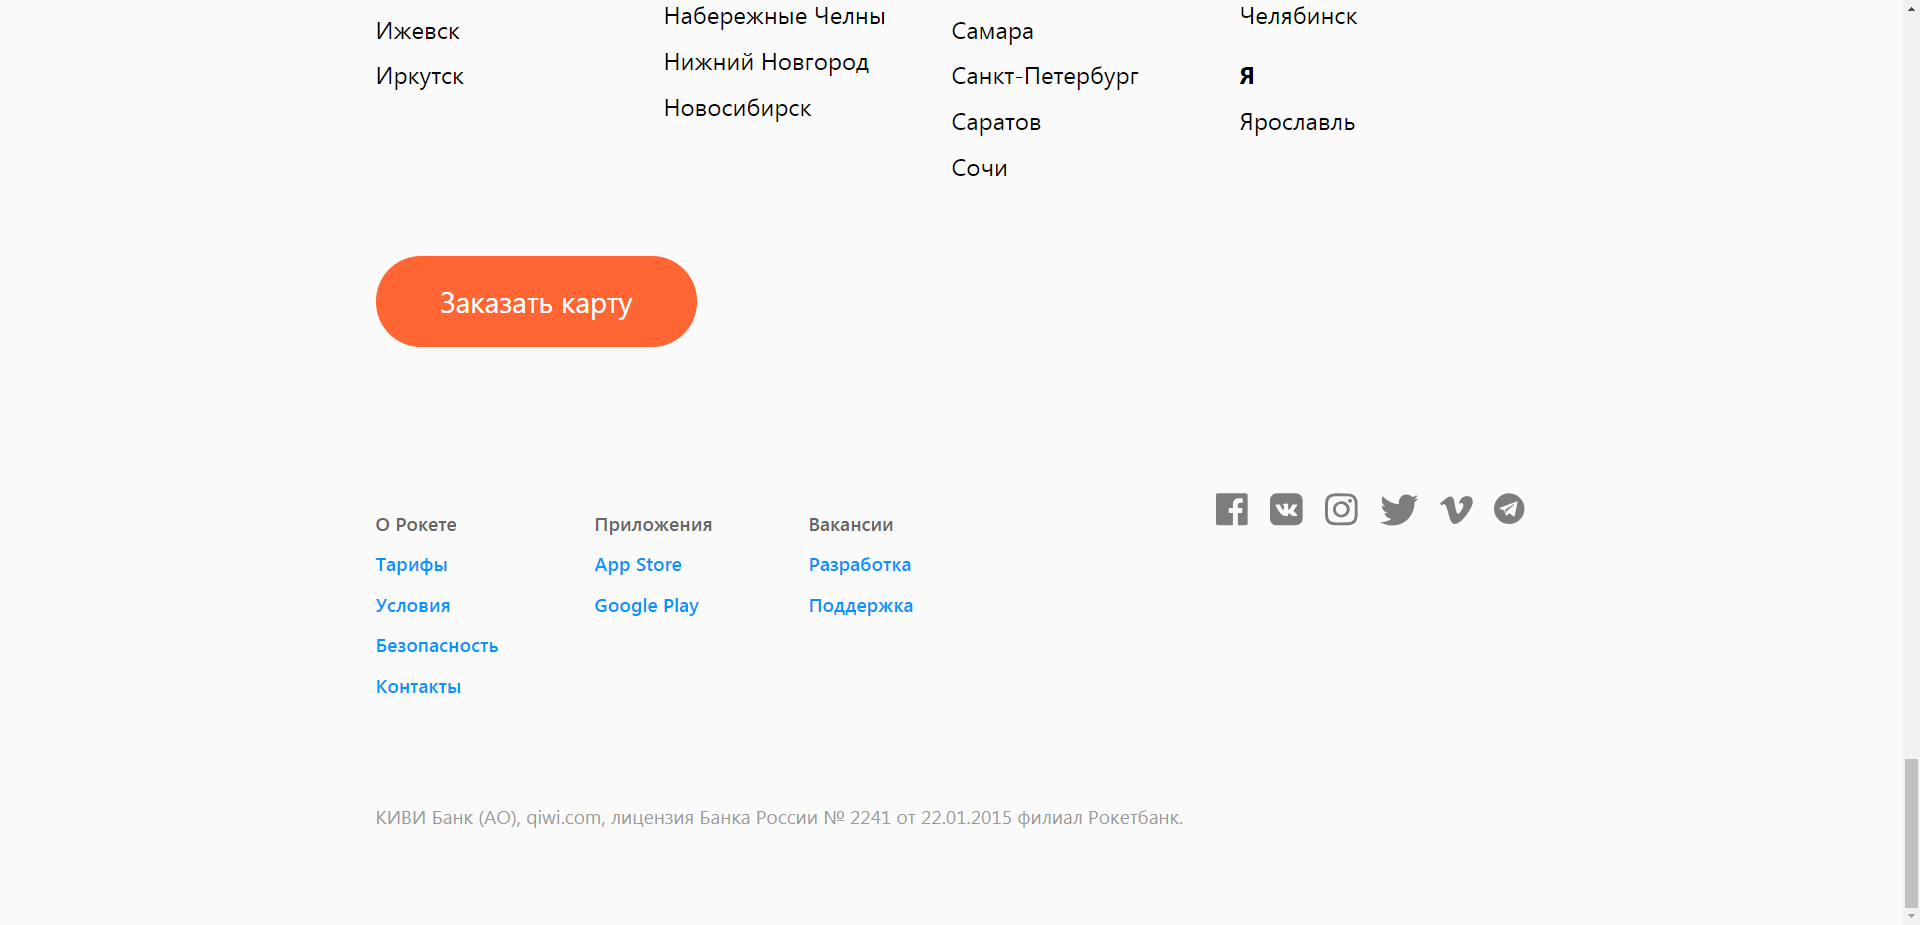 Ижевск
Иркутск
Набережные Челны
Нижний Новгород
Новосибирск
Самара
Санкт-Петербург
Саратов
Сочи
Челябинск
Я
Ярославль
Заказать карту
О Рокете
Тарифы
Условия
Безопасность
Контакты
Приложения
App Store
Google Play
Вакансии
Разработка
Поддержка
КИВИ Банк (АО), qiwi.com, лицензия Банка России № 2241 от 22.01.2015 филиал Рокетбанк.